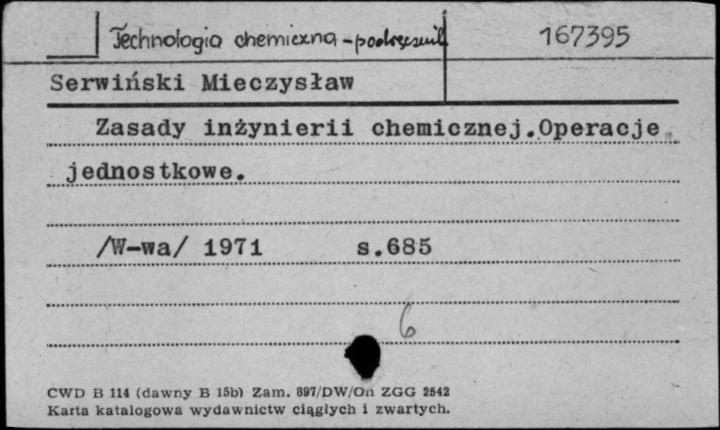 Technologia chemiczna - podręcznik 167395
Serwiński Mieczysław
Zasady inżynierii chemicznej.Operacje
jednostkowe.
/W-wa/ 1971 s.685
6
CWD B 114 (dawny B 15b) Zam. 897/DW/On ZGG 2542
Karta katalogowa wydawnictw ciągłych i zwartych.